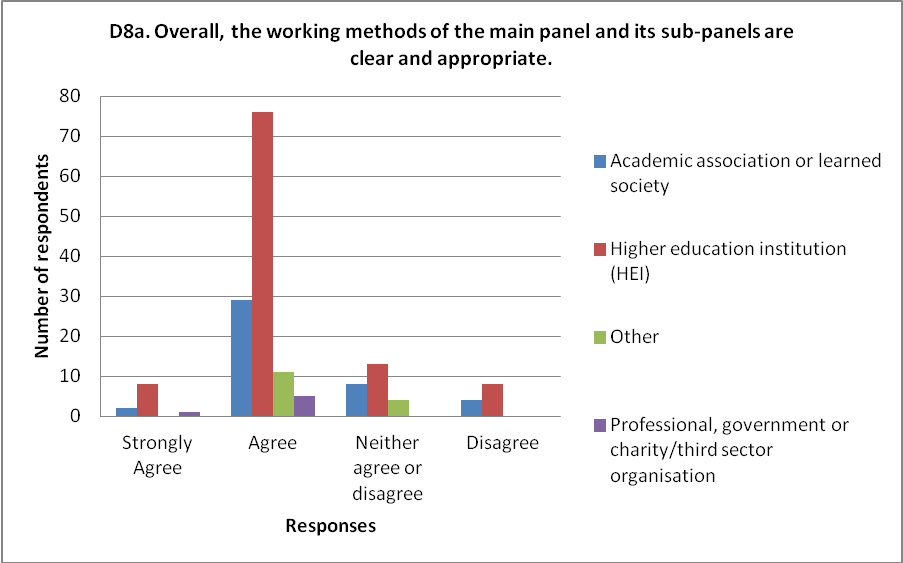 D8a. Overall, the working methods of the main panel and its sub-panels are
clear and appropriate.
Number of respondents
80
70
60
50
40
30
20
10
0
Strongly
Agree
Agree
Neither
agree or
disagree
Disagree
Responses
Academic association or learned
society
Higher education institution
(HEI)
Other
Professional, government or
charity/third sector
organisation